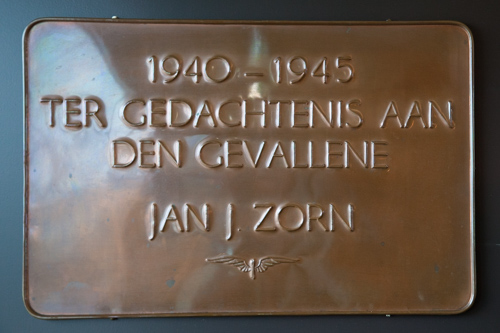 1940-1945
TER GEDACHTENIS AAN
DEN GEVALLENE
JAN J. ZORN